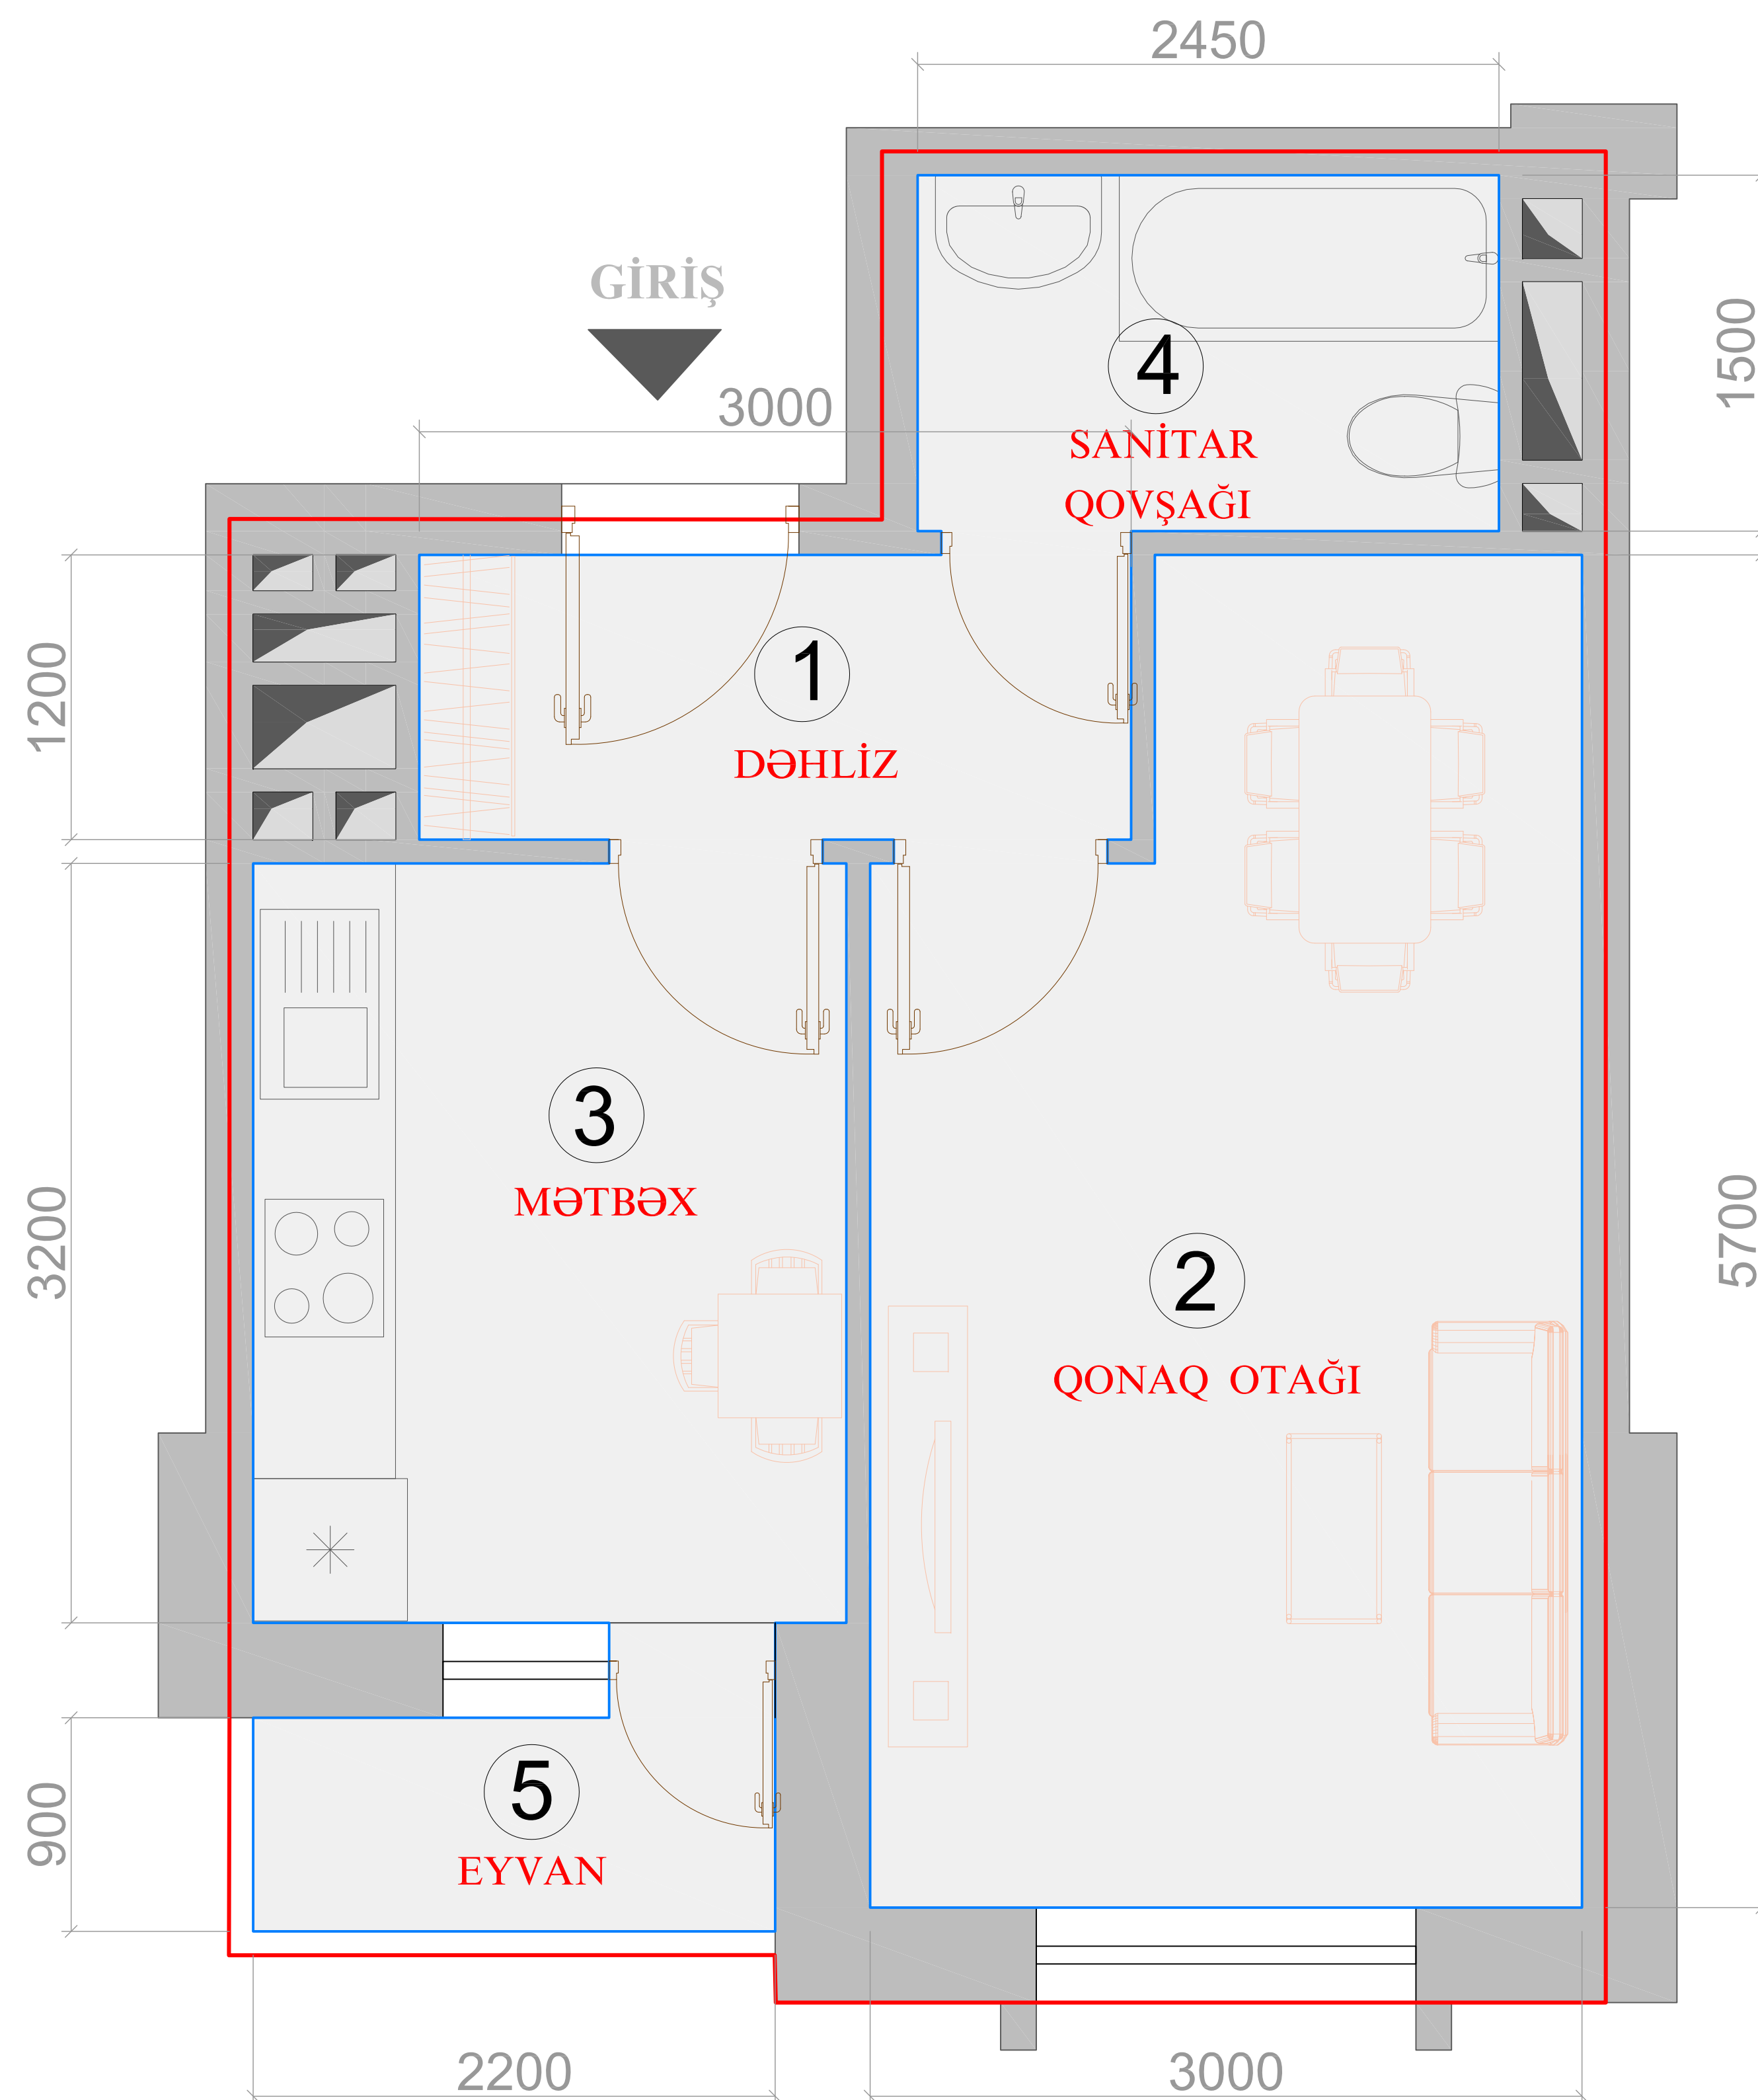 2450
GİRİŞ
3000
4
SANİTAR
QOVŞAĞI
1500
1
DƏHLİZ
1200
3
MƏTBƏX
3200
2
QONAQ OTAĞI
5700
5
EYVAN
900
2200
3000